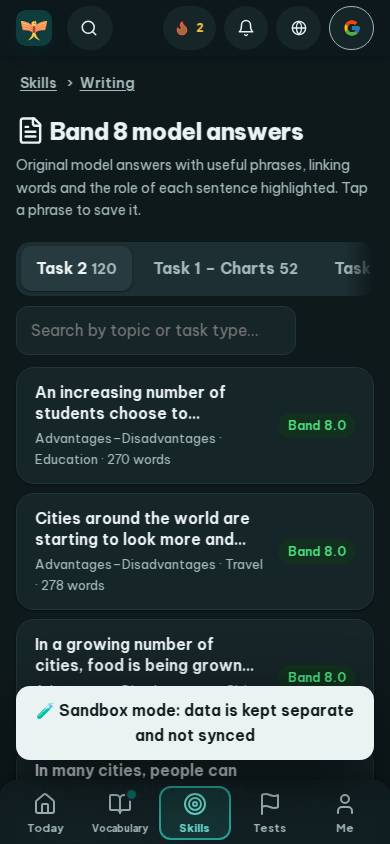 2
Skills > Writing
Band 8 model answers
Original model answers with useful phrases, linking
words and the role of each sentence highlighted. Tap
a phrase to save it.
Task 2 120 Task 1 – Charts 52 Task
Search by topic or task type...
An increasing number of
students choose to...
Advantages–Disadvantages ·
Education · 270 words
Band 8.0
Cities around the world are
starting to look more and...
Advantages–Disadvantages · Travel
· 278 words
Band 8.0
In a growing number of
cities, food is being grown...
Band 8.0
🧪 Sandbox mode: data is kept separate
and not synced
In many cities, people can
Today Vocabulary Skills Tests Me